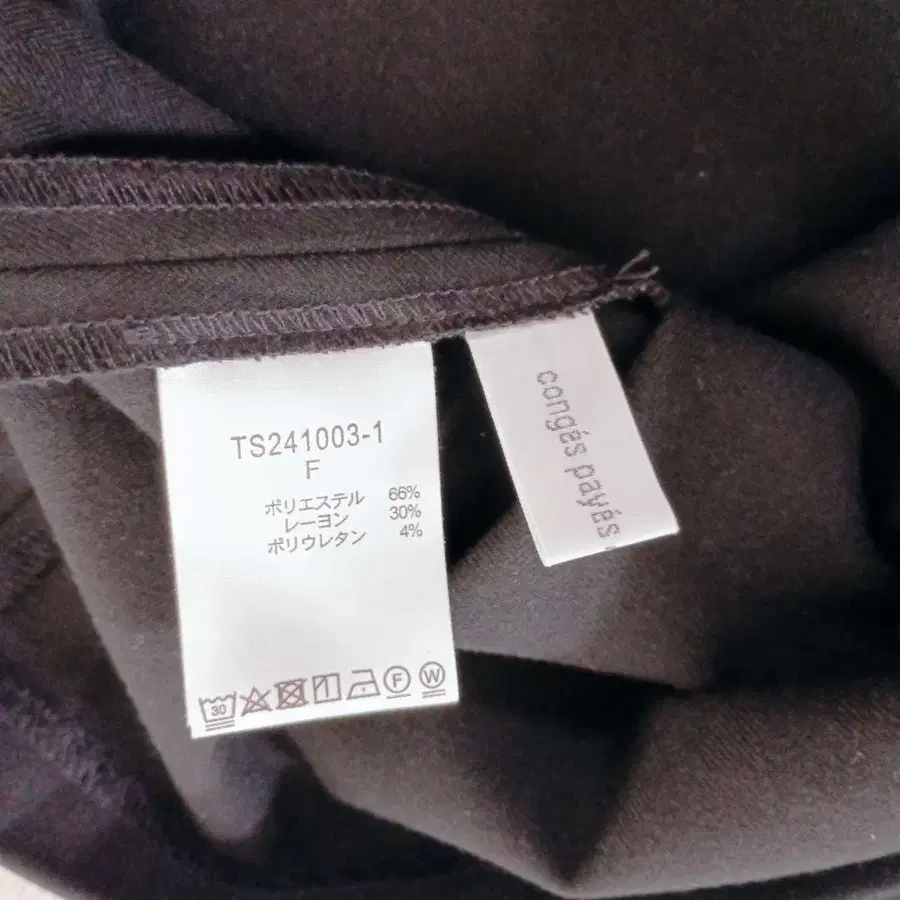 TS241003-1
F
ポリエステル 66%
レーヨン 30%
ポリウレタン 4%
30
F
W
congés payés